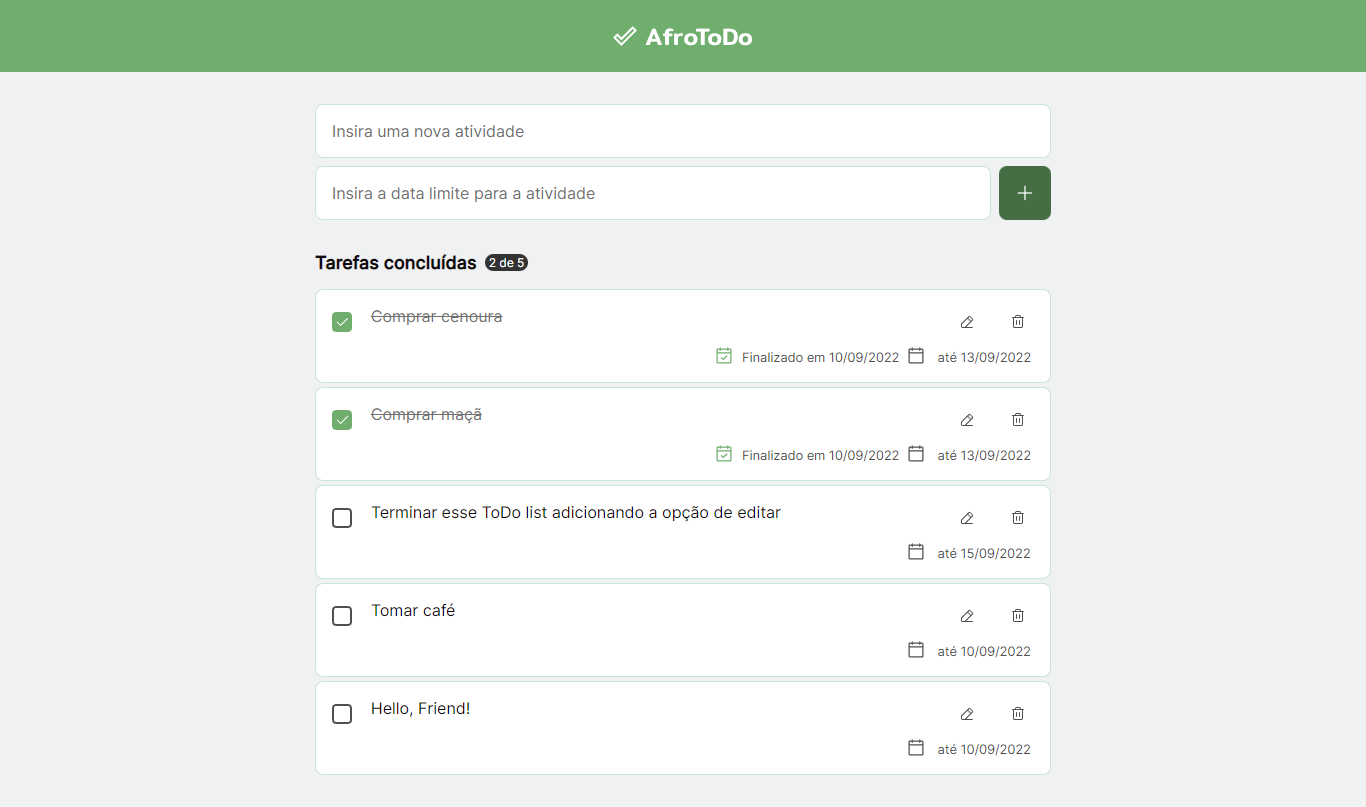 AfroToDo
Insira uma nova atividade
Insira a data limite para a atividade
Tarefas concluídas 2 de 5
Comprar cenoura
Finalizado em 10/09/2022 até 13/09/2022
Comprar maçã
Finalizado em 10/09/2022 até 13/09/2022
Terminar esse ToDo list adicionando a opção de editar
até 15/09/2022
Tomar café
até 10/09/2022
Hello, Friend!
até 10/09/2022